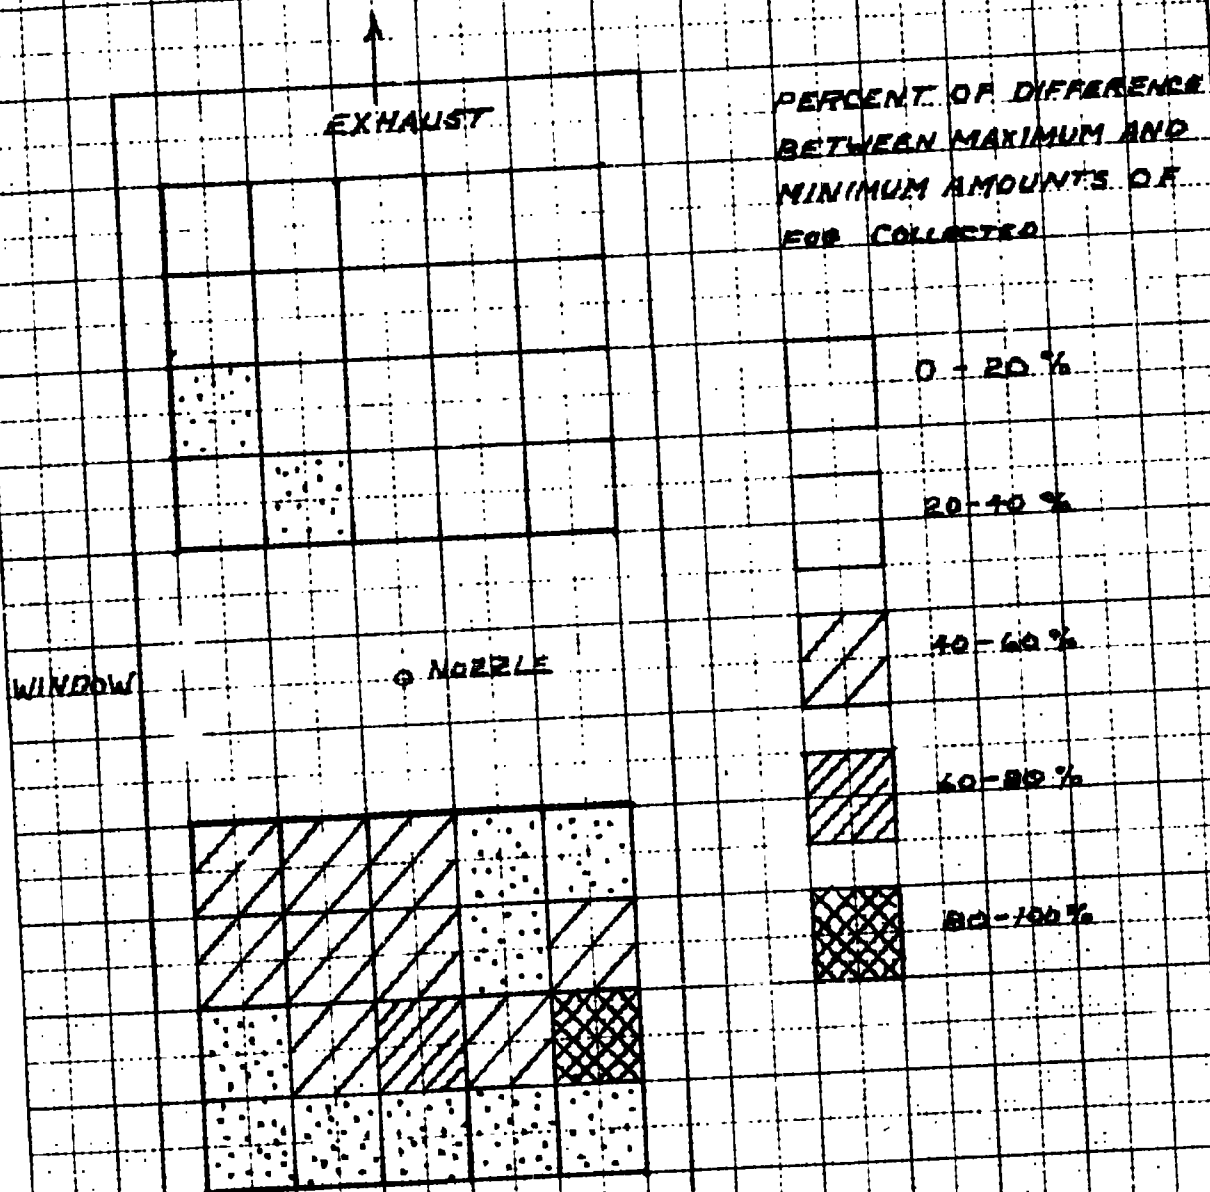 EXHAUST
PERCENT OF DIFFERENCE
BETWEEN MAXIMUM AND
MINIMUM AMOUNTS OF
FOG COLLECTED
0 - 20 %
20-40 %
40-60 %
WINDOW
NOZZLE
60-80 %
80-100 %